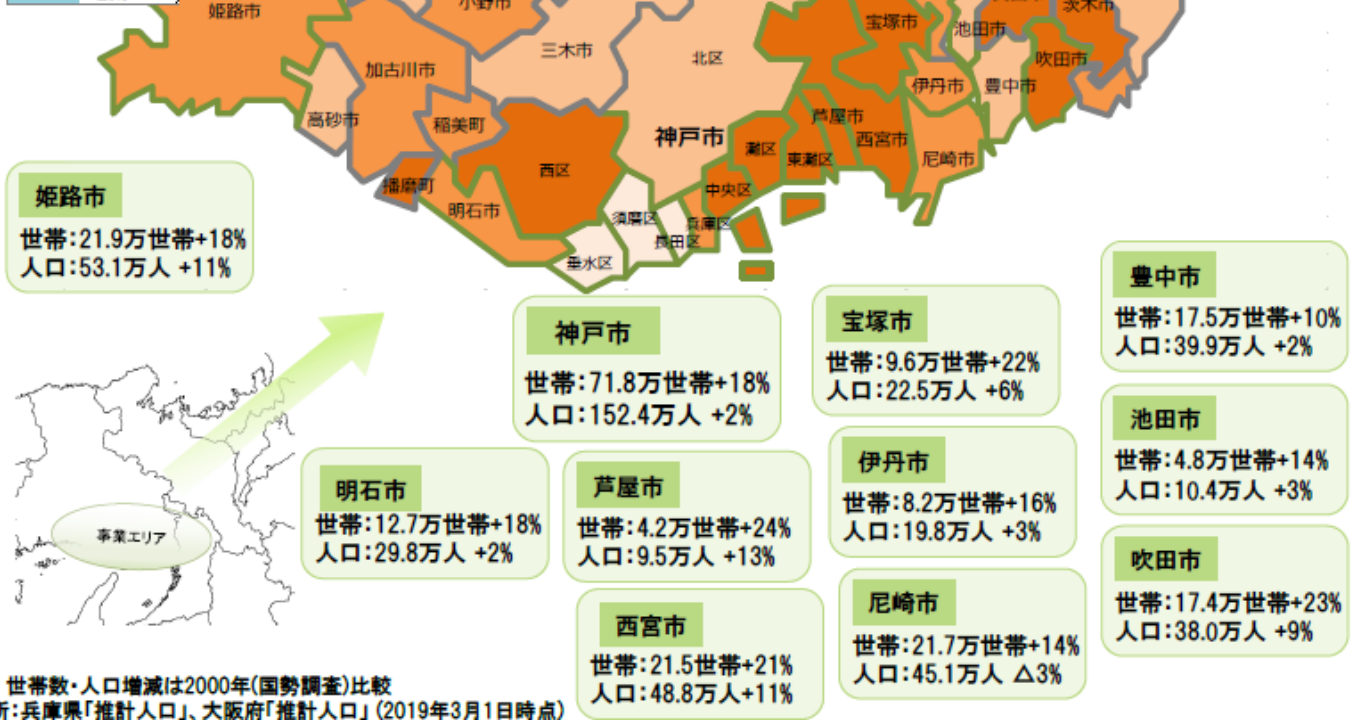 姫路市
小野市
宝塚市
池田市
茨木市
三木市
北区
加古川市
吹田市
伊丹市
豊中市
高砂市
稲美町
芦屋市
神戸市
西宮市
灘区
東灘区
尼崎市
西区
播磨町
中央区
明石市
須磨区
兵庫区
長田区
垂水区
姫路市
世帯:21.9万世帯+18%
人口:53.1万人 +11%
神戸市
世帯:71.8万世帯+18%
人口:152.4万人 +2%
宝塚市
世帯:9.6万世帯+22%
人口:22.5万人 +6%
豊中市
世帯:17.5万世帯+10%
人口:39.9万人 +2%
池田市
世帯:4.8万世帯+14%
人口:10.4万人 +3%
伊丹市
世帯:8.2万世帯+16%
人口:19.8万人 +3%
明石市
世帯:12.7万世帯+18%
人口:29.8万人 +2%
芦屋市
世帯:4.2万世帯+24%
人口:9.5万人 +13%
吹田市
世帯:17.4万世帯+23%
人口:38.0万人 +9%
尼崎市
世帯:21.7万世帯+14%
人口:45.1万人 △3%
西宮市
世帯:21.5世帯+21%
人口:48.8万人+11%
事業エリア
世帯数・人口増減は2000年(国勢調査)比較
所:兵庫県「推計人口」、大阪府「推計人口」(2019年3月1日時点)